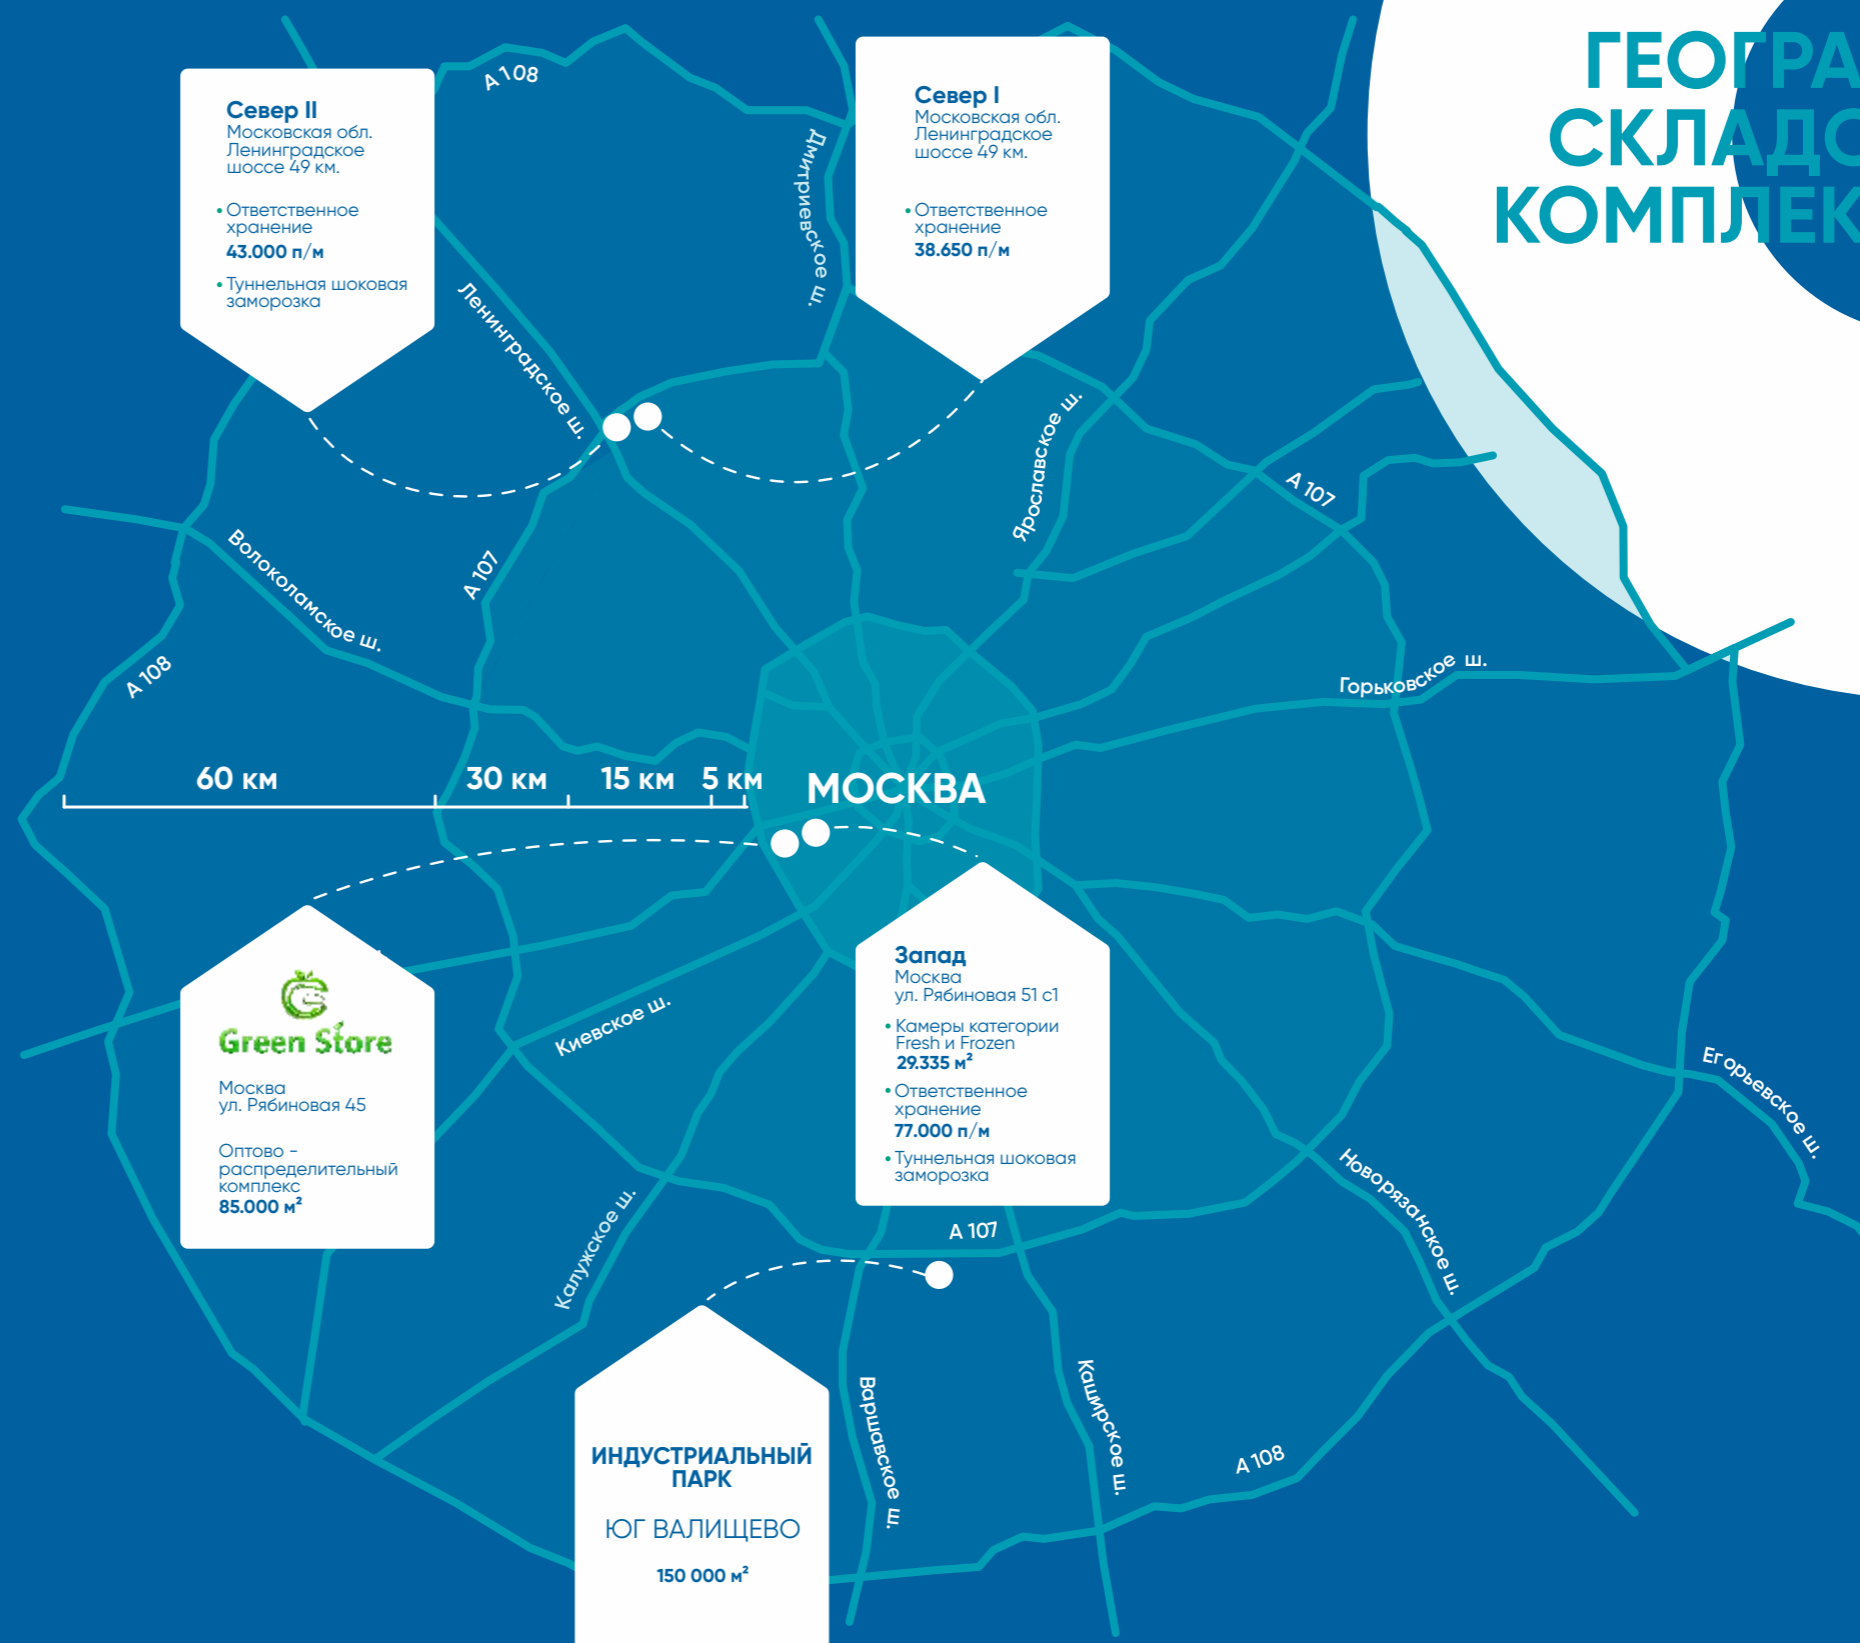 ГЕОГРА
СКЛАДО
КОМПЛЕК
А 108
Север II
Московская обл.
Ленинградское
шоссе 49 км.
• Ответственное
хранение
43.000 п/м
• Туннельная шоковая
заморозка
Север I
Московская обл.
Ленинградское
шоссе 49 км.
• Ответственное
хранение
38.650 п/м
Дмитриевское ш.
Ленинградское ш.
Ярославское ш.
А 107
Волоколамское ш.
А 107
А 108
Горьковское ш.
60 км
30 км
15 км
5 км
МОСКВА
Green Store
Москва
ул. Рябиновая 45
Оптово -
распределительный
комплекс
85.000 м²
Киевское ш.
Запад
Москва
ул. Рябиновая 51 с1
• Камеры категории
Fresh и Frozen
29.335 м²
• Ответственное
хранение
77.000 п/м
• Туннельная шоковая
заморозка
Егорьевское ш.
Новорязанское ш.
Калужское ш.
А 107
ИНДУСТРИАЛЬНЫЙ
ПАРК
ЮГ ВАЛИЩЕВО
150 000 м²
Варшавское ш.
Каширское ш.
А 108